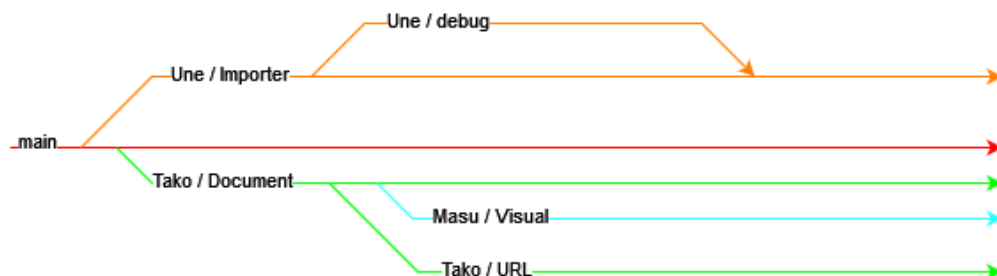 Une / debug
Une / Importer
main
Tako / Document
Masu / Visual
Tako / URL